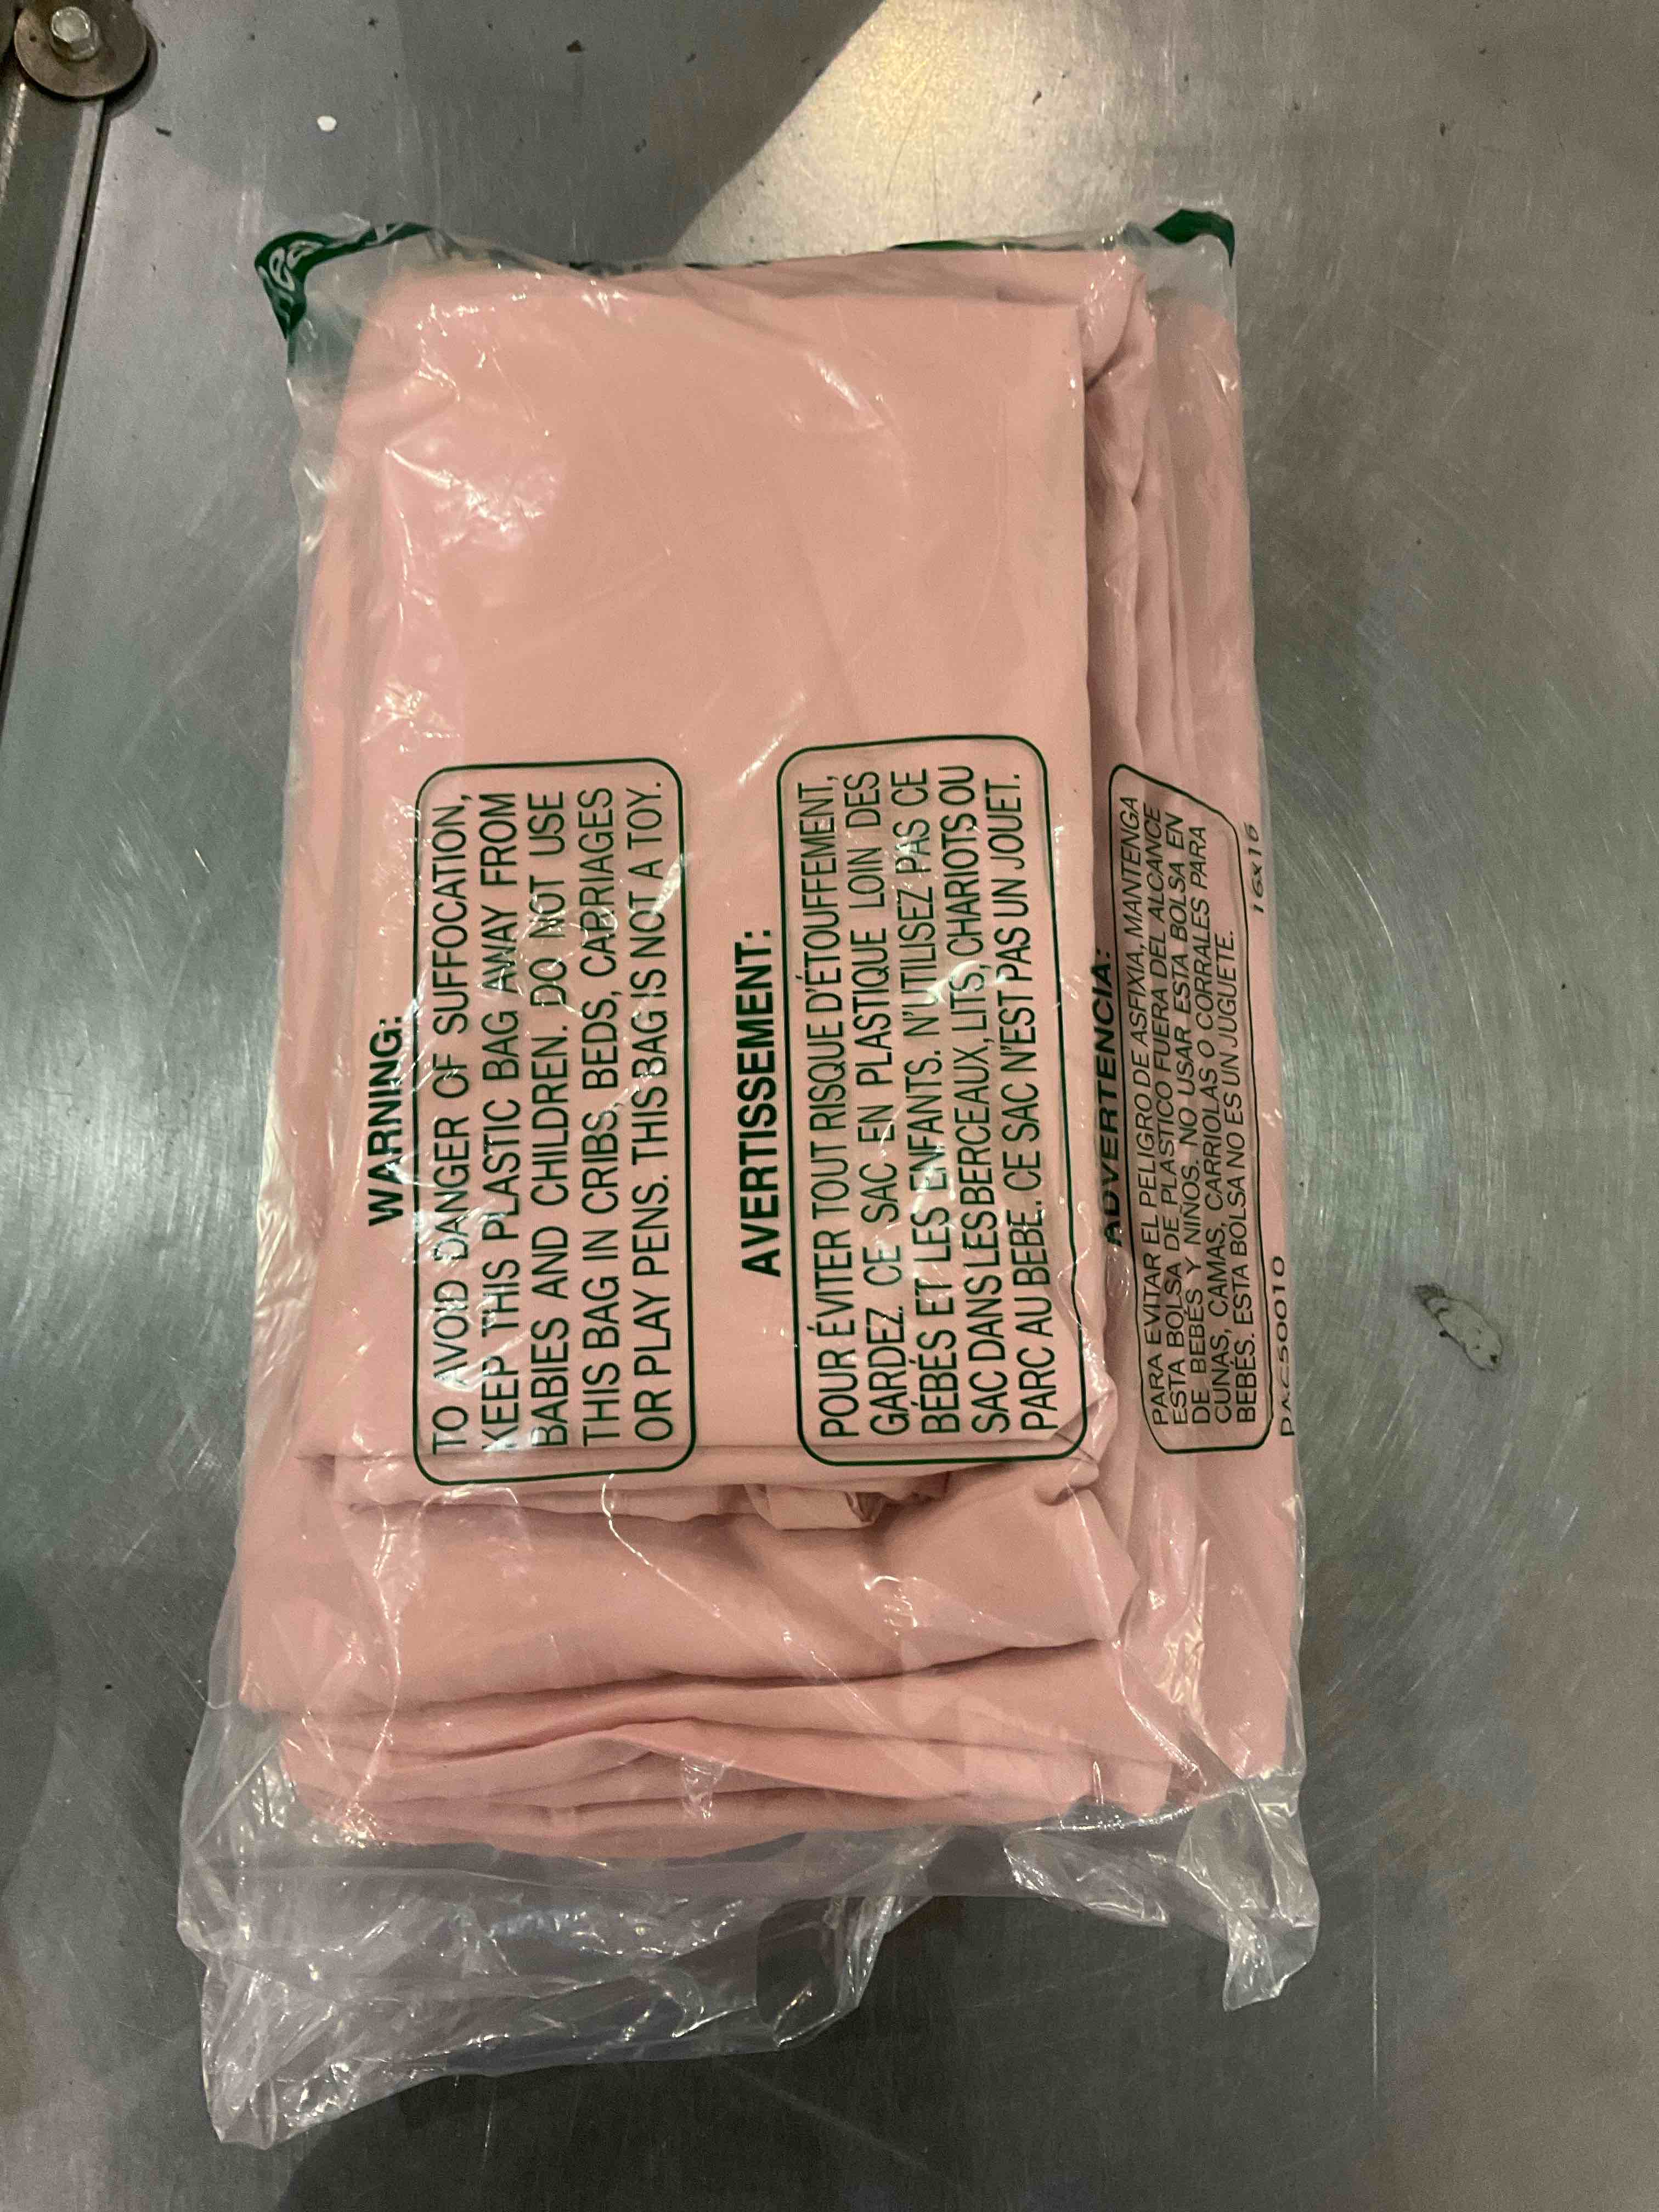 WARNING:
TO AVOID DANGER OF SUFFOCATION,
KEEP THIS PLASTIC BAG AWAY FROM
BABIES AND CHILDREN. DO NOT USE
THIS BAG IN CRIBS, BEDS, CARRIAGES
OR PLAY PENS. THIS BAG IS NOT A TOY.
AVERTISSEMENT:
POUR ÉVITER TOUT RISQUE D'ÉTOUFFEMENT,
GARDEZ CE SAC EN PLASTIQUE LOIN DES
BÉBÉS ET LES ENFANTS. N'UTILISEZ PAS CE
SAC DANS LES BERCEAUX, LITS, CHARIOTS OU
PARC AU BEBE. CE SAC N'EST PAS UN JOUET.
ADVERTENCIA:
PARA EVITAR EL PELIGRO DE ASFIXIA, MANTENGA
ESTA BOLSA DE PLASTICO FUERA DEL ALCANCE
DE BEBÉS Y NIÑOS. NO USAR ESTA BOLSA EN
CUNAS, CAMAS, CARRIOLAS O CORRALES PARA
BEBÉS. ESTA BOLSA NO ES UN JUGUETE.
PAC50010
16x16